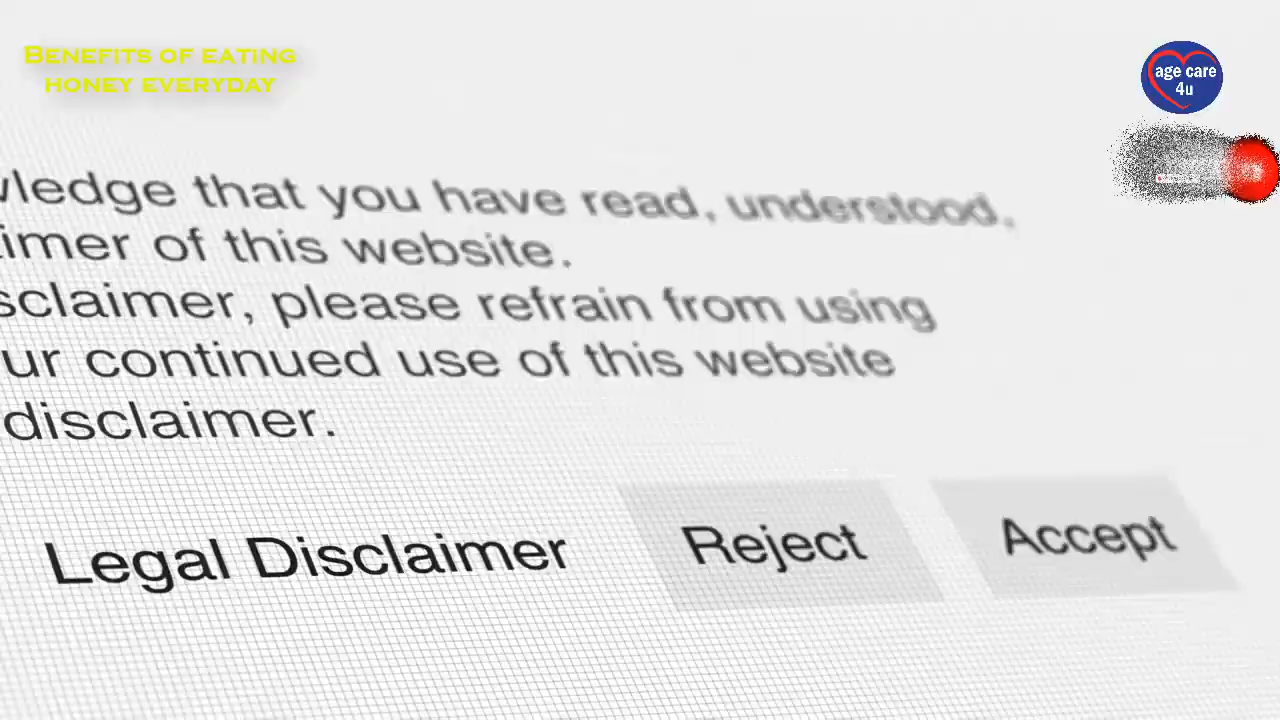 BENEFITS OF EATING
HONEY EVERYDAY
age care
4u
wledge that you have read, understood,
imer of this website.
sclaimer, please refrain from using
ur continued use of this website
disclaimer.
Legal Disclaimer
Reject
Accept